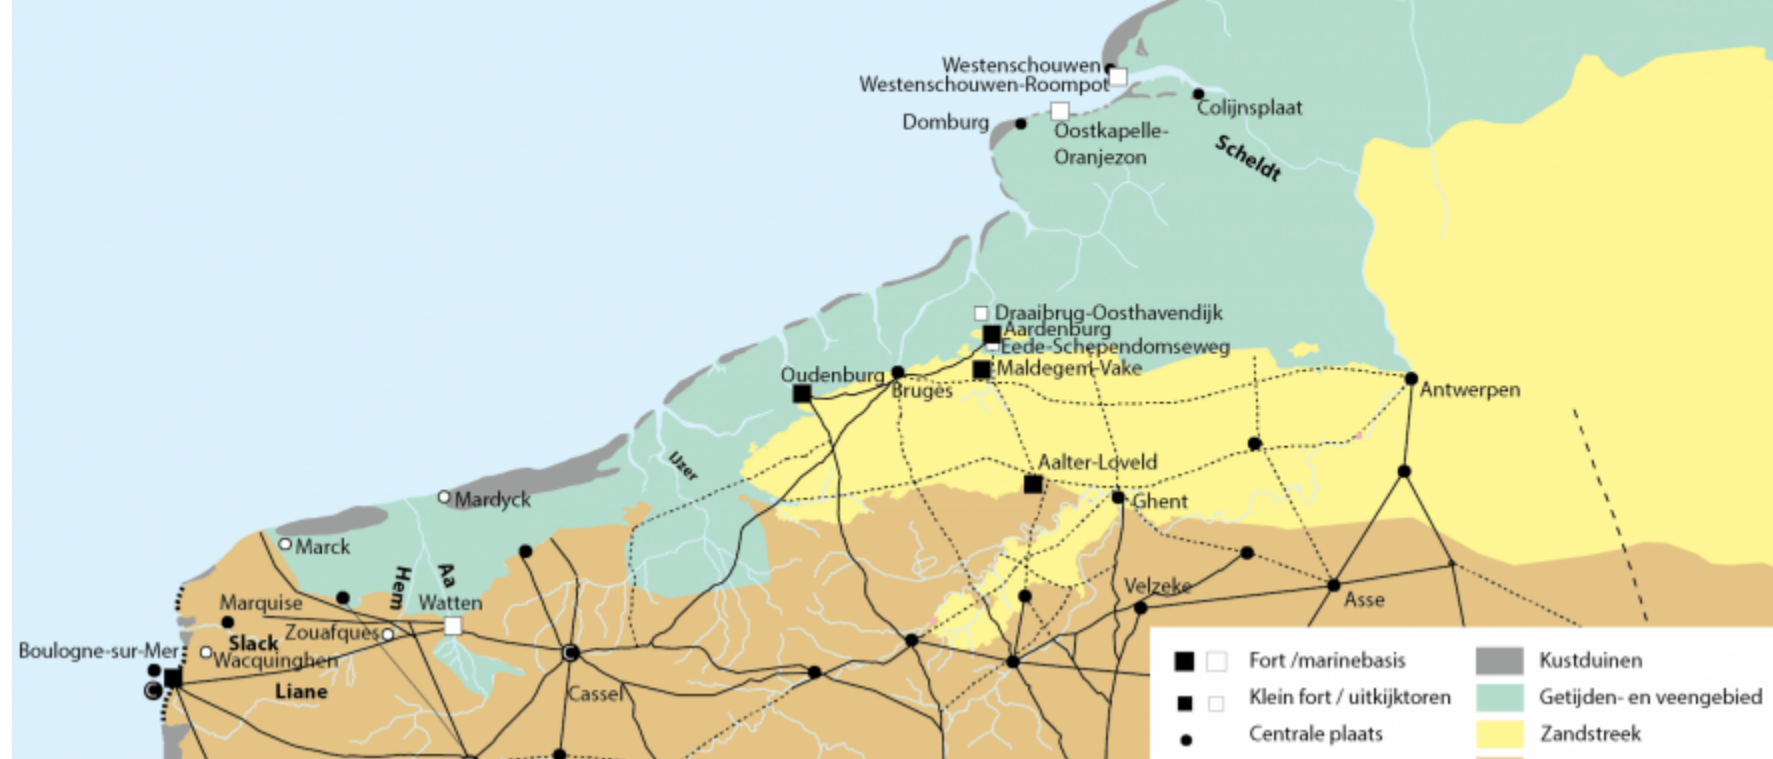 Westenschouwen
Westenschouwen-Roompot
Colijnsplaat
Domburg
Oostkapelle-
Oranjezon
Scheldt
Draaibrug-Oosthavendijk
Aardenburg
Eede-Schependomseweg
Maldegem-Vake
Oudenburg
Bruges
Antwerpen
IJzer
Aalter-Loveld
Mardyck
Ghent
Marck
Hem
Aa
Velzeke
Asse
Marquise
Watten
Zouafques
Slack
Boulogne-sur-Mer
Wacquinghen
Liane
Cassel
Fort /marinebasis
Klein fort / uitkijktoren
Centrale plaats
Kustduinen
Getijden- en veengebied
Zandstreek